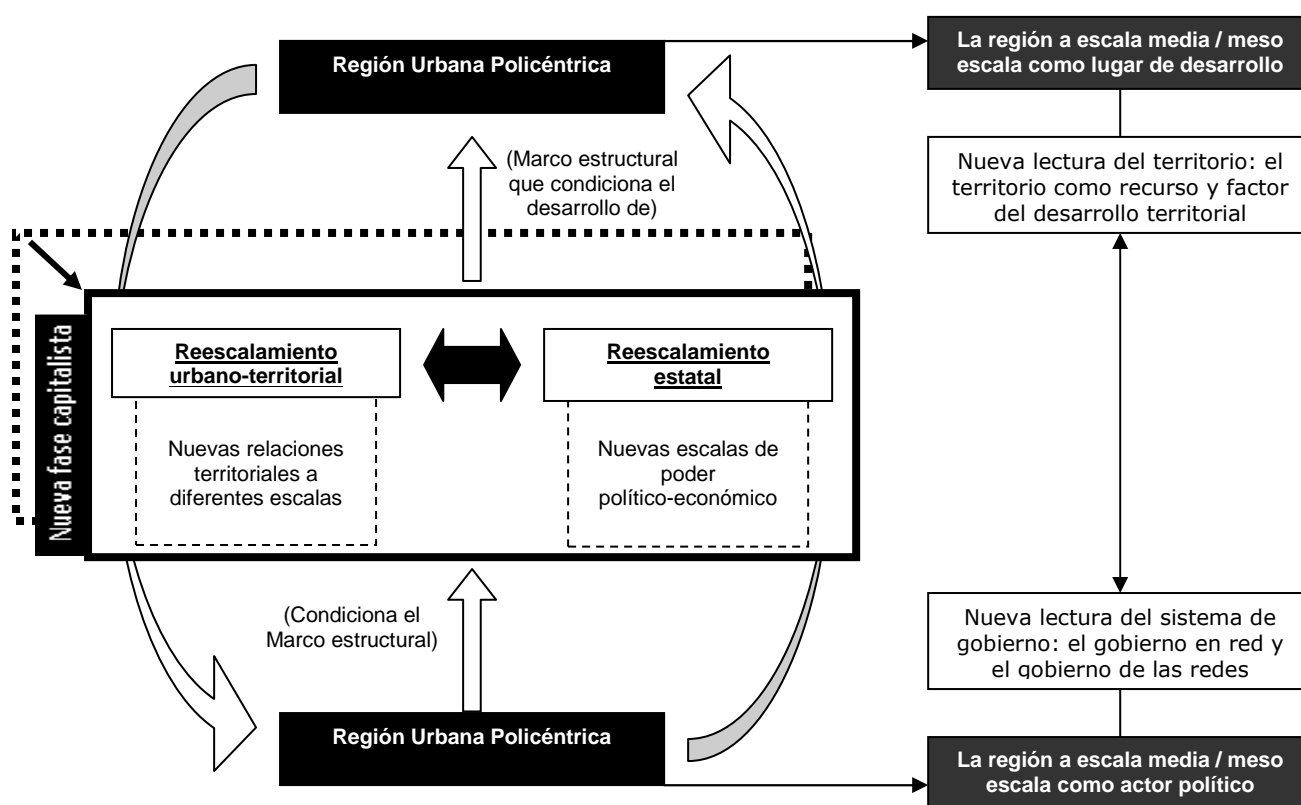 Región Urbana Policéntrica
La región a escala media / meso
escala como lugar de desarrollo
(Marco estructural
que condiciona el
desarrollo de)
Nueva lectura del territorio: el
territorio como recurso y factor
del desarrollo territorial
Nueva fase capitalista
Reescalamiento
urbano-territorial
Reescalamiento
estatal
Nuevas relaciones
territoriales a
diferentes escalas
Nuevas escalas de
poder
político-económico
(Condiciona el
Marco estructural)
Nueva lectura del sistema de
gobierno: el gobierno en red y
el gobierno de las redes
Región Urbana Policéntrica
La región a escala media / meso
escala como actor político